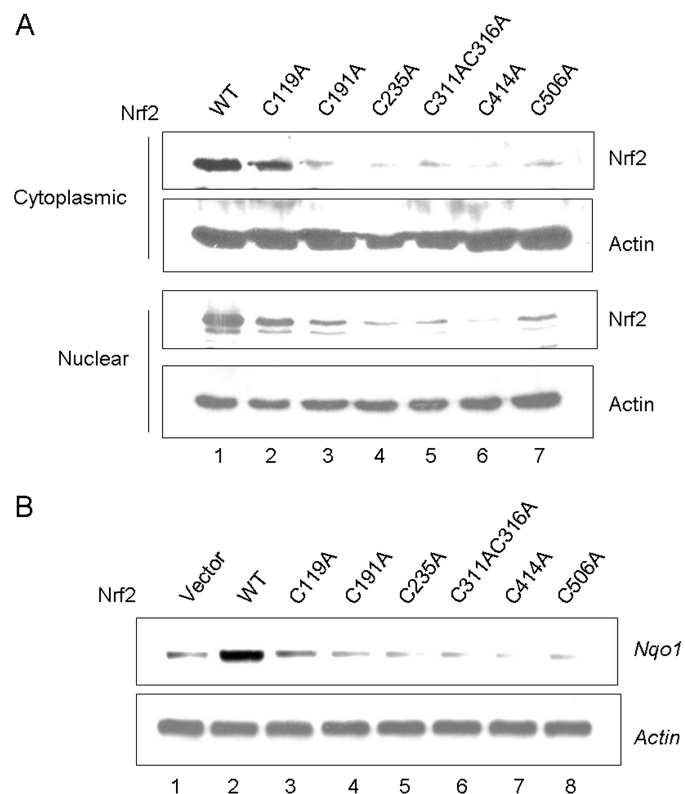 A
Nrf2 WT C119A C191A C235A C311AC316A C414A C506A
Nrf2
Cytoplasmic
Actin
Nrf2
Nuclear
Actin
1 2 3 4 5 6 7
B
Nrf2 Vector WT C119A C191A C235A C311AC316A C414A C506A
Nqo1
Actin
1 2 3 4 5 6 7 8